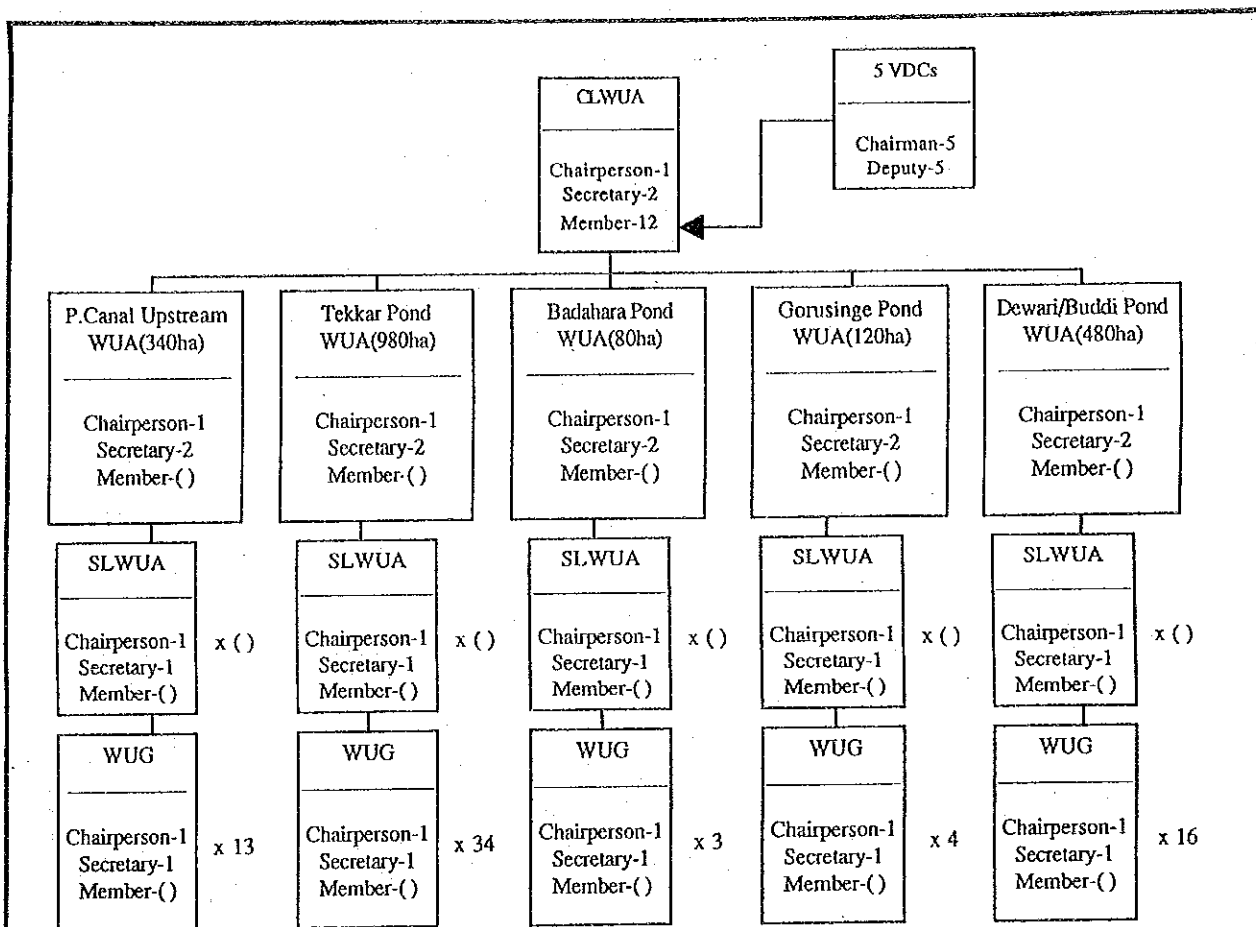 CLWUA
Chairperson-1
Secretary-2
Member-12
5 VDCs
Chairman-5
Deputy-5
P.Canal Upstream
WUA(340ha)
Chairperson-1
Secretary-2
Member-( )
Tekkar Pond
WUA(980ha)
Chairperson-1
Secretary-2
Member-( )
Badahara Pond
WUA(80ha)
Chairperson-1
Secretary-2
Member-( )
Gorusinge Pond
WUA(120ha)
Chairperson-1
Secretary-2
Member-( )
Dewari/Buddi Pond
WUA(480ha)
Chairperson-1
Secretary-2
Member-( )
SLWUA
Chairperson-1
Secretary-1
Member-( )
x ( )
SLWUA
Chairperson-1
Secretary-1
Member-( )
x ( )
SLWUA
Chairperson-1
Secretary-1
Member-( )
x ( )
SLWUA
Chairperson-1
Secretary-1
Member-( )
x ( )
SLWUA
Chairperson-1
Secretary-1
Member-( )
x ( )
WUG
Chairperson-1
Secretary-1
Member-( )
x 13
WUG
Chairperson-1
Secretary-1
Member-( )
x 34
WUG
Chairperson-1
Secretary-1
Member-( )
x 3
WUG
Chairperson-1
Secretary-1
Member-( )
x 4
WUG
Chairperson-1
Secretary-1
Member-( )
x 16